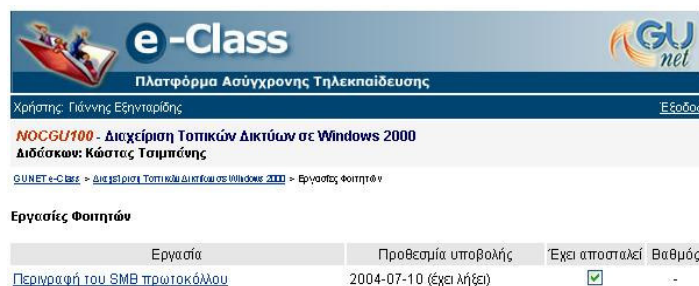 e-Class
GU
net
Πλατφόρμα Ασύγχρονης Τηλεκπαίδευσης
Χρήστης: Γιάννης Εξηνταρίδης Έξοδος
NOCGU100 - Διαχείριση Τοπικών Δικτύων σε Windows 2000
Διδάσκων: Κώστας Τσιμπάνης
GUNET e-Class > Διαχείριση Τοπικών Δικτύων σε Windows 2000 > Εργασίες Φοιτητών
Εργασίες Φοιτητών
Εργασία Προθεσμία υποβολής Έχει αποσταλεί Βαθμός
Περιγραφή του SMB πρωτοκόλλου 2004-07-10 (έχει λήξει) -